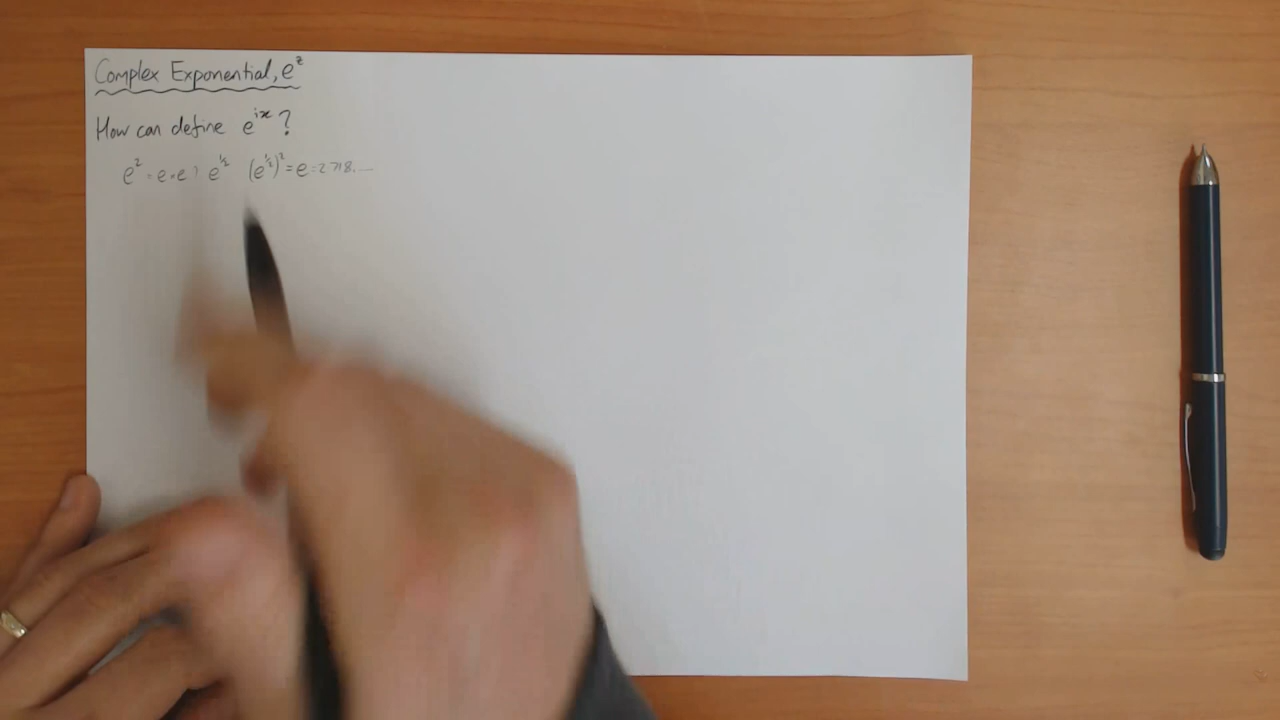 Complex Exponential, e^z
How can define e^{ix} ?
e^2 = e×e ? e^{1/2} (e^{1/2})^2 = e = 2.718....